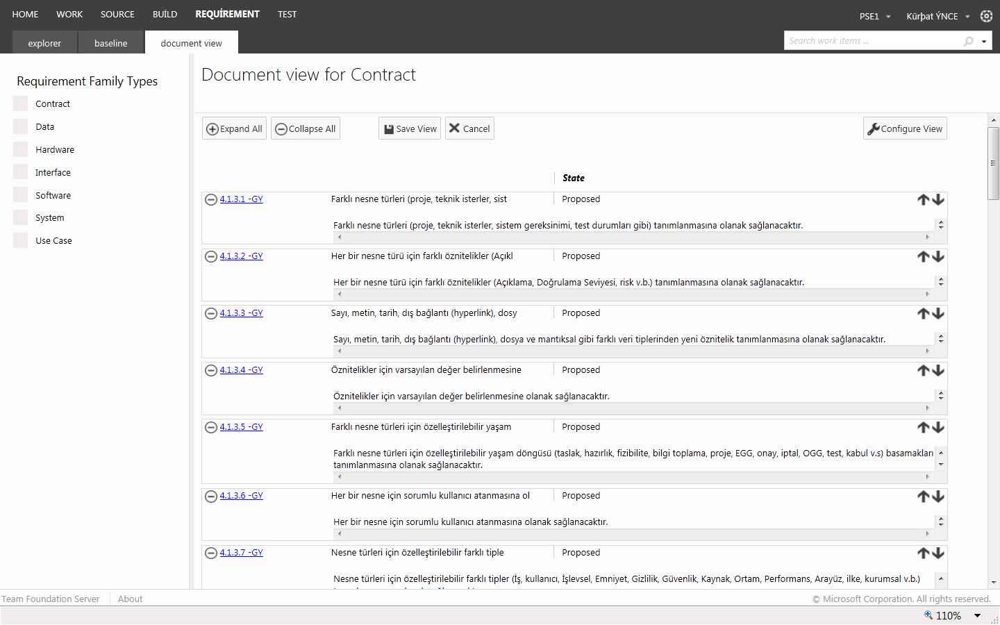 HOME WORK SOURCE BUİLD REQUİREMENT TEST
PSE1 Kürþat ÝNCE
explorer baseline document view
Search work items ...
Requirement Family Types
Contract
Data
Hardware
Interface
Software
System
Use Case
Document view for Contract
Expand All Collapse All Save View Cancel Configure View
State
4.1.3.1 -GY Farklı nesne türleri (proje, teknik isterler, sist Proposed
Farklı nesne türleri (proje, teknik isterler, sistem gereksinimi, test durumları gibi) tanımlanmasına olanak sağlanacaktır.
4.1.3.2 -GY Her bir nesne türü için farklı öznitelikler (Açıkl Proposed
Her bir nesne türü için farklı öznitelikler (Açıklama, Doğrulama Seviyesi, risk v.b.) tanımlanmasına olanak sağlanacaktır.
4.1.3.3 -GY Sayı, metin, tarih, dış bağlantı (hyperlink), dosy Proposed
Sayı, metin, tarih, dış bağlantı (hyperlink), dosya ve mantıksal gibi farklı veri tiplerinden yeni öznitelik tanımlanmasına olanak sağlanacaktır.
4.1.3.4 -GY Öznitelikler için varsayılan değer belirlenmesine Proposed
Öznitelikler için varsayılan değer belirlenmesine olanak sağlanacaktır.
4.1.3.5 -GY Farklı nesne türleri için özelleştirilebilir yaşam Proposed
Farklı nesne türleri için özelleştirilebilir yaşam döngüsü (taslak, hazırlık, fizibilite, bilgi toplama, proje, EGG, onay, iptal, OGG, test, kabul v.s) basamakları
tanımlanmasına olanak sağlanacaktır.
4.1.3.6 -GY Her bir nesne için sorumlu kullanıcı atanmasına ol Proposed
Her bir nesne için sorumlu kullanıcı atanmasına olanak sağlanacaktır.
4.1.3.7 -GY Nesne türleri için özelleştirilebilir farklı tiple Proposed
Nesne türleri için özelleştirilebilir farklı tipler (İş, kullanıcı, İşlevsel, Emniyet, Gizlilik, Güvenlik, Kaynak, Ortam, Performans, Arayüz, ilke, kurumsal v.b.)
Team Foundation Server About
© Microsoft Corporation. All rights reserved.
110%